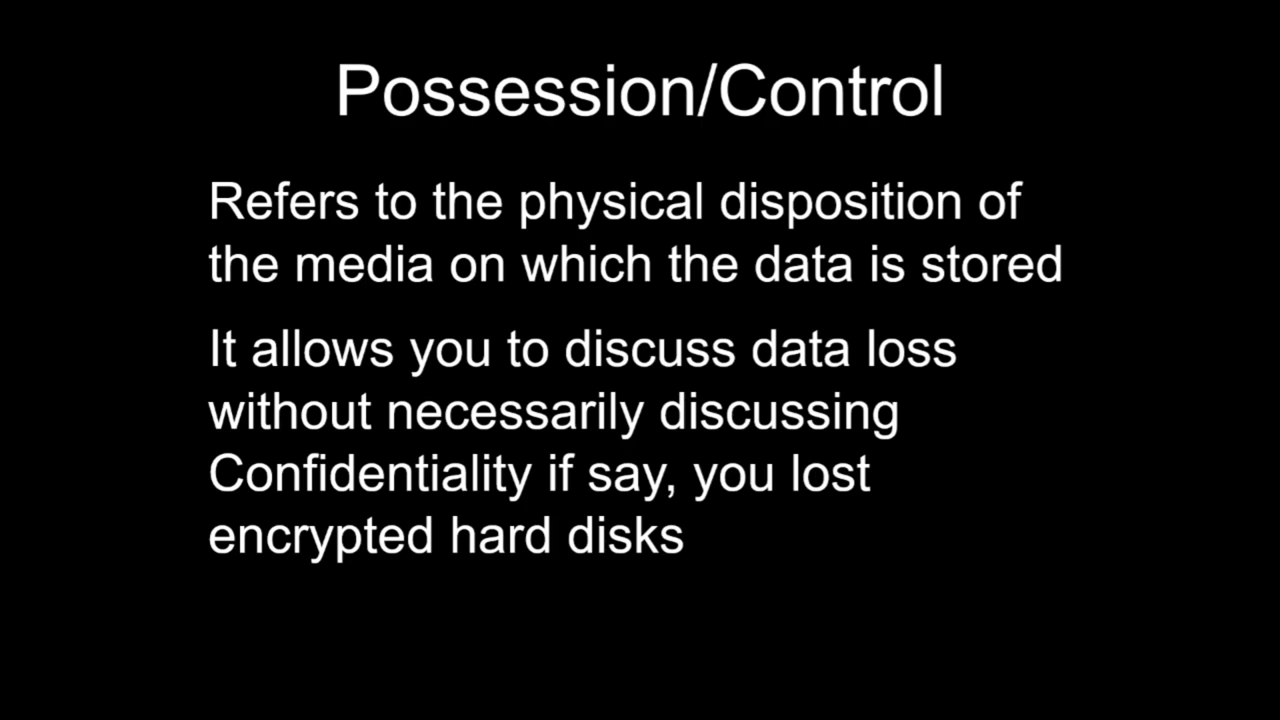 Possession/Control
Refers to the physical disposition of
the media on which the data is stored
It allows you to discuss data loss
without necessarily discussing
Confidentiality if say, you lost
encrypted hard disks